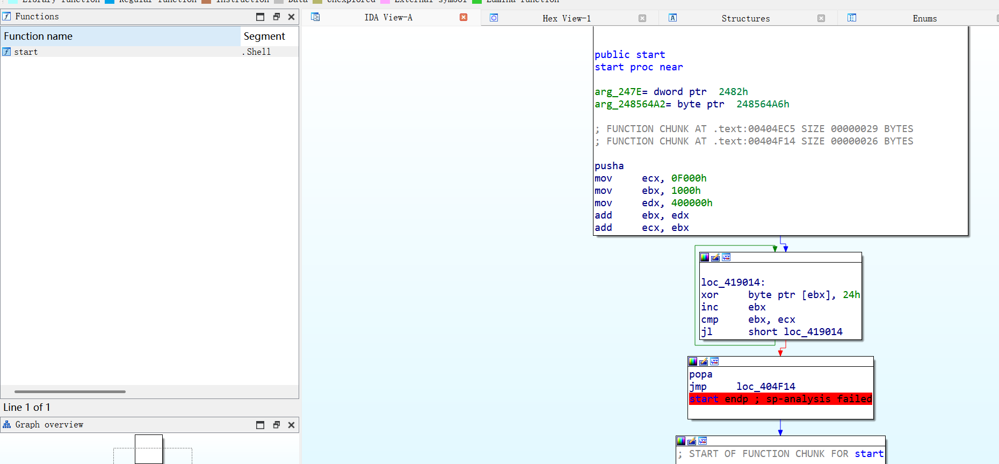 Library function Regular function Instruction Data Unexplored External symbol Lumina function
Functions
IDA View-A
Hex View-1
Structures
Enums
Function name Segment
start .Shell
public start
start proc near
arg_247E= dword ptr 2482h
arg_248564A2= byte ptr 248564A6h
; FUNCTION CHUNK AT .text:00404EC5 SIZE 00000029 BYTES
; FUNCTION CHUNK AT .text:00404F14 SIZE 00000026 BYTES
pusha
mov ecx, 0F000h
mov ebx, 1000h
mov edx, 400000h
add ebx, edx
add ecx, ebx
loc_419014:
xor byte ptr [ebx], 24h
inc ebx
cmp ebx, ecx
jl short loc_419014
popa
jmp loc_404F14
start endp ; sp-analysis failed
; START OF FUNCTION CHUNK FOR start
Line 1 of 1
Graph overview